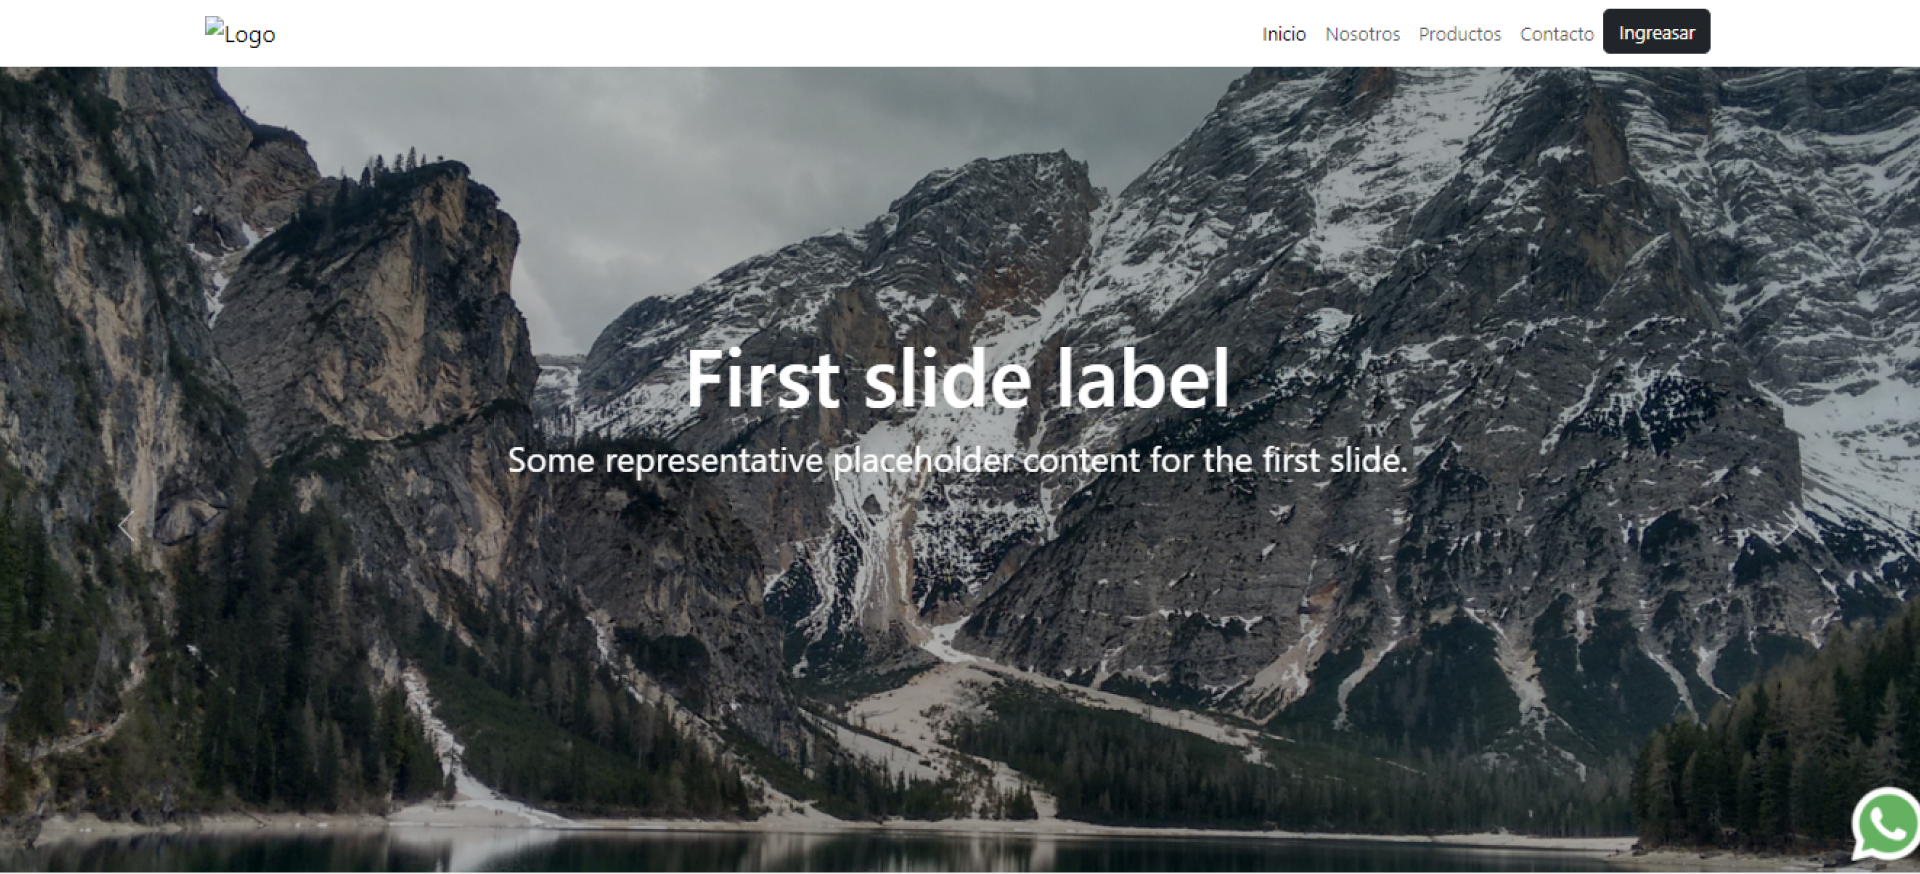 Logo
Inicio Nosotros Productos Contacto Ingreasar
First slide label
Some representative placeholder content for the first slide.